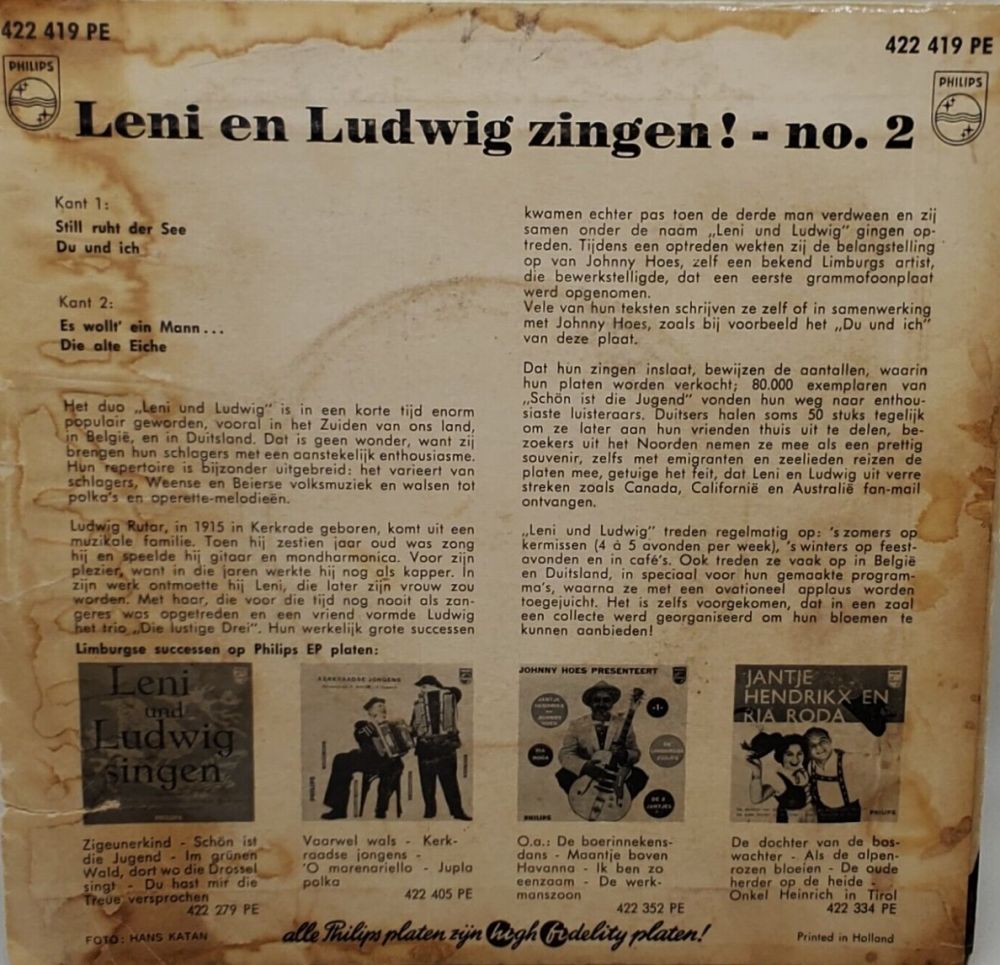 422 419 PE
422 419 PE
PHILIPS
PHILIPS
Leni en Ludwig zingen! - no. 2
Kant 1:
Still ruht der See
Du und ich
Kant 2:
Es wollt' ein Mann...
Die alte Eiche
Het duo „Leni und Ludwig" is in een korte tijd enorm
populair geworden, vooral in het Zuiden van ons land,
in België, en in Duitsland. Dat is geen wonder, want zij
brengen hun schlagers met een aanstekelijk enthousiasme.
Hun repertoire is bijzonder uitgebreid: het varieert van
schlagers, Weense en Beierse volksmuziek en walsen tot
polka's en operette-melodieën.
Ludwig Rutar, in 1915 in Kerkrade geboren, komt uit een
muzikale familie. Toen hij zestien jaar oud was zong
hij en speelde hij gitaar en mondharmonica. Voor zijn
plezier, want in die jaren werkte hij nog als kapper. In
zijn werk ontmoette hij Leni, die later zijn vrouw zou
worden. Met haar, die voor die tijd nog nooit als zan-
geres was opgetreden en een vriend vormde Ludwig
het trio „Die lustige Drei". Hun werkelijk grote successen
kwamen echter pas toen de derde man verdween en zij
samen onder de naam „Leni und Ludwig" gingen op-
treden. Tijdens een optreden wekten zij de belangstelling
op van Johnny Hoes, zelf een bekend Limburgs artist,
die bewerkstelligde, dat een eerste grammofoonplaat
werd opgenomen.
Vele van hun teksten schrijven ze zelf of in samenwerking
met Johnny Hoes, zoals bij voorbeeld het „Du und ich"
van deze plaat.
Dat hun zingen inslaat, bewijzen de aantallen, waarin
hun platen worden verkocht; 80.000 exemplaren van
„Schön ist die Jugend" vonden hun weg naar enthou-
siaste luisteraars. Duitsers halen soms 50 stuks tegelijk
om ze later aan hun vrienden thuis uit te delen, be-
zoekers uit het Noorden nemen ze mee als een prettig
souvenir, zelfs met emigranten en zeelieden reizen de
platen mee, getuige het feit, dat Leni en Ludwig uit verre
streken zoals Canada, Californië en Australië fan-mail
ontvangen.
„Leni und Ludwig" treden regelmatig op: 's zomers op
kermissen (4 à 5 avonden per week), 's winters op feest-
avonden en in café's. Ook treden ze vaak op in België
en Duitsland, in speciaal voor hun gemaakte program-
ma's, waarna ze met een ovationeel applaus worden
toegejuicht. Het is zelfs voorgekomen, dat in een zaal
een collecte werd georganiseerd om hun bloemen te
kunnen aanbieden!
Limburgse successen op Philips EP platen:
Leni
und
Ludwig
singen
PHILIPS
KERKRAADSE JONGENS
PHILIPS
JOHNNY HOES PRESENTEERT
JANTJE
HENDRIKX
EN
JOHNNY
HOES
RIA
RODA
DE
LIMBURGSE
ZUSJES
DE 2
JANTJES
PHILIPS
JANTJE
HENDRIKX EN
RIA RODA
PHILIPS
Zigeunerkind - Schön ist
die Jugend - Im grünen
Wald, dort wo die Drossel
singt - Du hast mir die
Treue versprochen
422 279 PE
Vaarwel wals - Kerk-
raadse jongens -
'O marenariello - Jupla
polka
422 405 PE
O.a.: De boerinnekens-
dans - Maantje boven
Havanna - Ik ben zo
eenzaam - De werk-
manszoon
422 352 PE
De dochter van de bos-
wachter - Als de alpen-
rozen bloeien - De oude
herder op de heide -
Onkel Heinrich in Tirol
422 334 PE
FOTO: HANS KATAN
alle Philips platen zijn high fidelity platen!
Printed in Holland